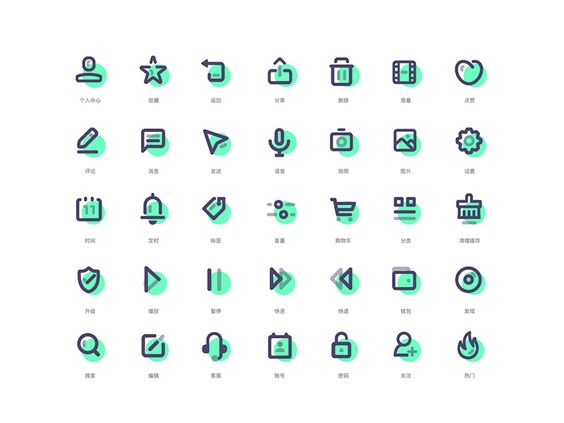 个人中心 收藏 返回 分享 删除 观看 点赞
评论 消息 发送 语音 拍照 图片 设置
11
时间 定时 标签 音量 购物车 分类 清理缓存
升级 播放 暂停 快进 快退 钱包 发现
搜索 编辑 客服 账号 密码 关注 热门